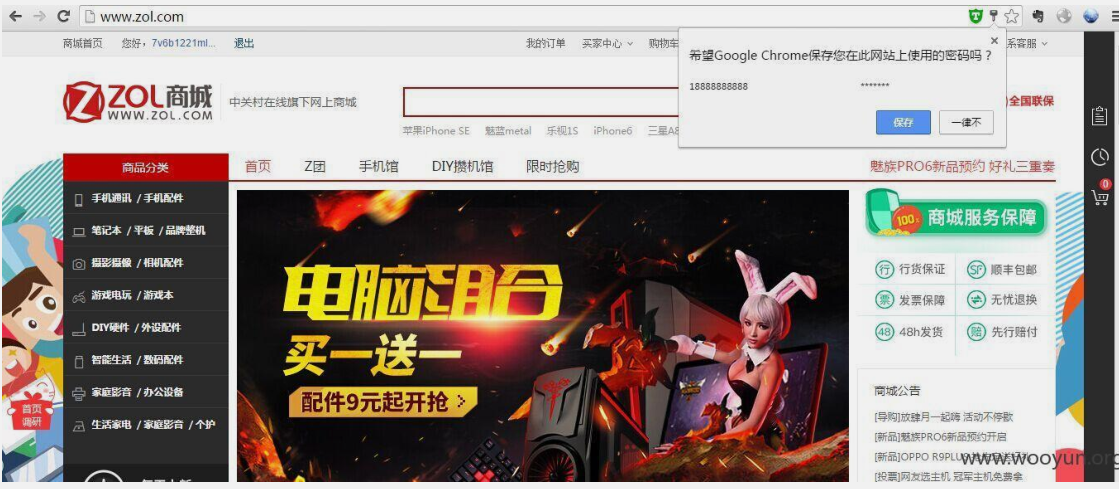 www.zol.com
商城首页 您好，7v6b1221ml... 退出
我的订单 买家中心 购物车
系客服
希望Google Chrome保存您在此网站上使用的密码吗？
18888888888 *******
保存 一律不
ZOL商城
WWW.ZOL.COM
中关村在线旗下网上商城
全国联保
苹果iPhone SE 魅蓝metal 乐视1S iPhone6 三星A8
商品分类
首页 Z团 手机馆 DIY攒机馆 限时抢购
魅族PRO6新品预约 好礼三重奏
手机通讯 / 手机配件
笔记本 / 平板 / 品牌整机
摄影摄像 / 相机配件
游戏电玩 / 游戏本
DIY硬件 / 外设配件
智能生活 / 数码配件
家庭影音 / 办公设备
生活家电 / 家庭影音 / 个护
首页
调研
电脑组合
买一送一
配件9元起开抢
0
100%
商城服务保障
行 行货保证
SF 顺丰包邮
票 发票保障
无忧退换
48 48h发货
赔 先行赔付
商城公告
[导购]放肆月一起嗨 活动不停歇
[新品]魅族PRO6新品预约开启
[新品]OPPO R9PLUS
[投票]网友选主机 冠军主机免费拿
www.wooyun.org